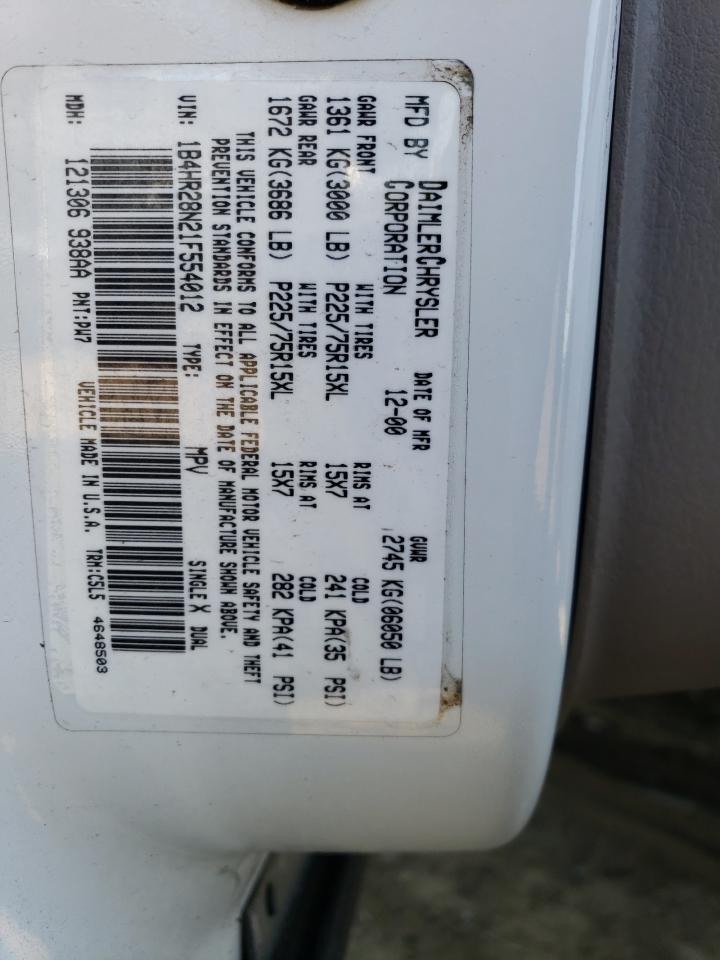 MFD BY DAIMLERCHRYSLER CORPORATION DATE OF MFR 12-00 GVWR 2745 KG(06050 LB)
GAWR FRONT WITH TIRES RIMS AT COLD
1361 KG(3000 LB) P225/75R15XL 15X7 241 KPA(35 PSI)
GAWR REAR WITH TIRES RIMS AT COLD
1672 KG(3686 LB) P225/75R15XL 15X7 282 KPA(41 PSI)
THIS VEHICLE CONFORMS TO ALL APPLICABLE FEDERAL MOTOR VEHICLE SAFETY AND THEFT
PREVENTION STANDARDS IN EFFECT ON THE DATE OF MANUFACTURE SHOWN ABOVE.
VIN: 1B4HR28N21F554012 TYPE: MPV SINGLE X DUAL
MDH: 121306 938AA PNT:PW7 VEHICLE MADE IN U.S.A. TRM:CSL5 4648503